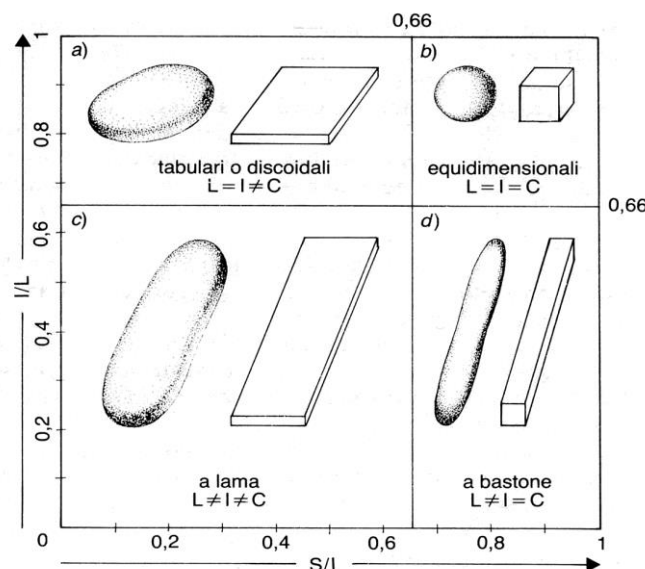 0,66
a)
b)
0,8
tabulari o discoidali
L = I ≠ C
equidimensionali
L = I = C
0,66
c)
d)
0,6
I/L
0,4
0,2
a lama
L ≠ I ≠ C
a bastone
L ≠ I = C
0
0,2
0,4
0,6
0,8
1
S/L